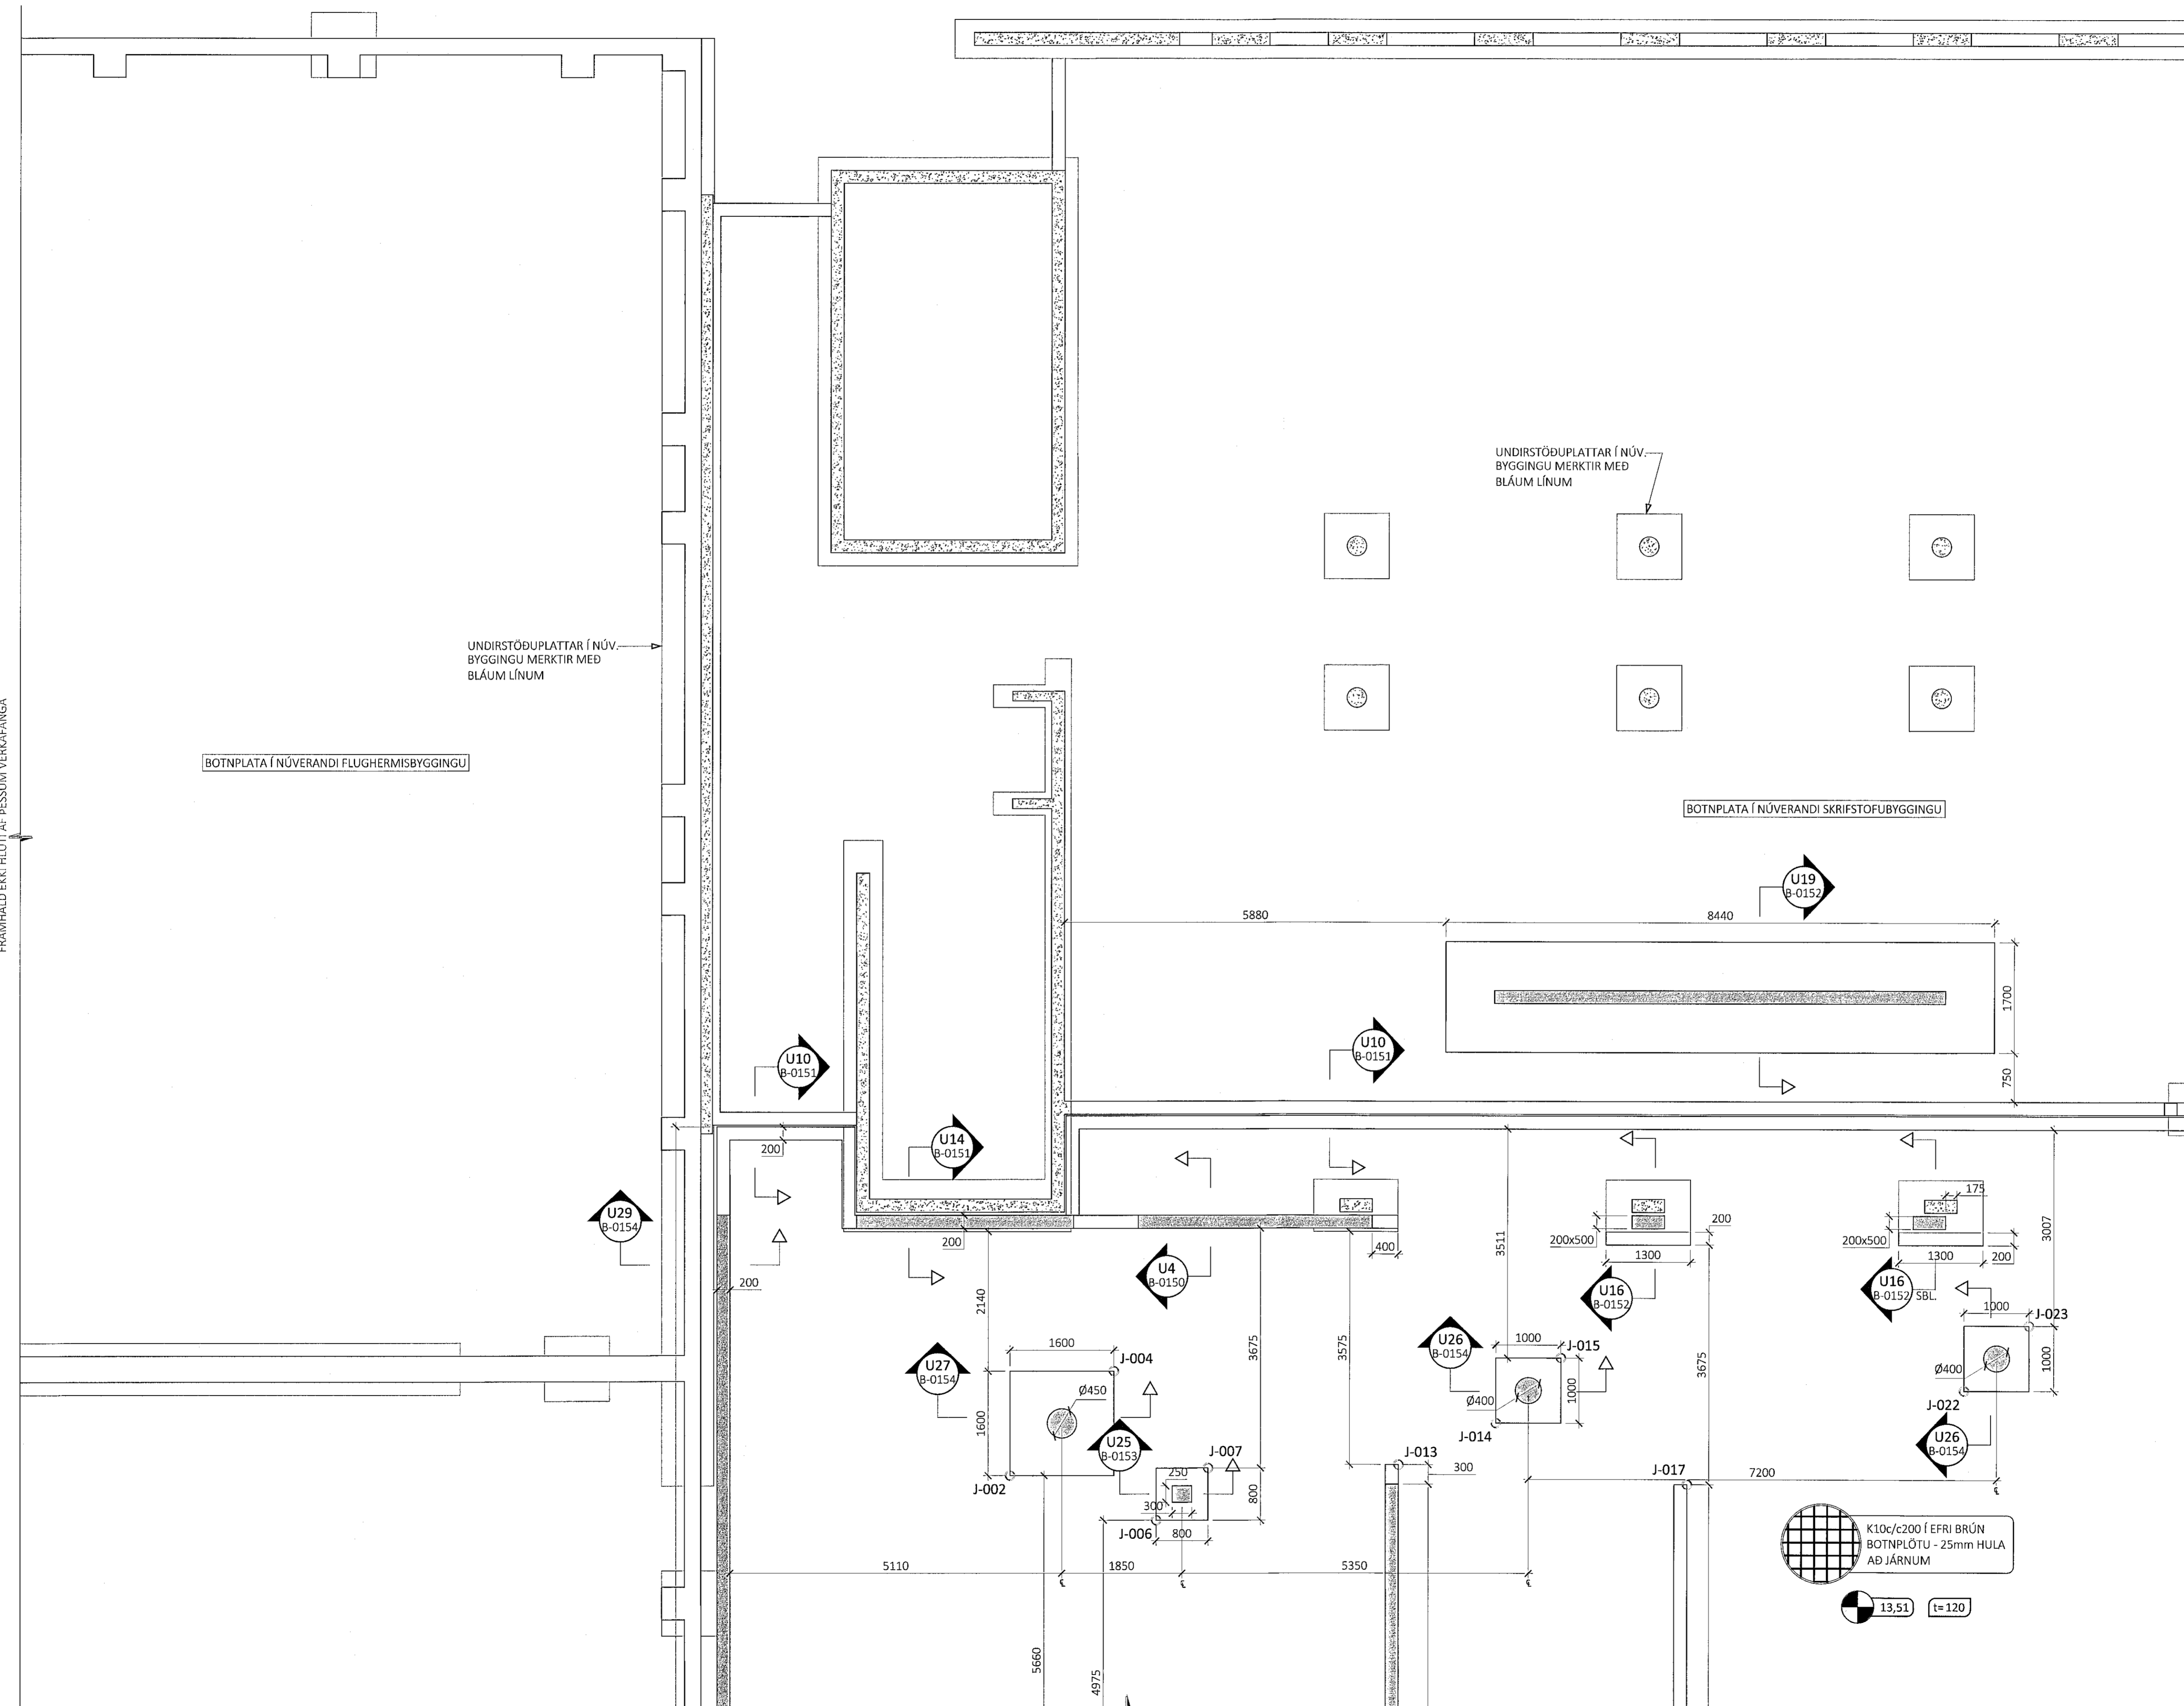 UNDIRSTÖÐUPLATTAR Í NÚV.
BYGGINGU MERKTIR MEÐ
BLÁUM LÍNUM
UNDIRSTÖÐUPLATTAR Í NÚV.
BYGGINGU MERKTIR MEÐ
BLÁUM LÍNUM
FRAMHALD EKKI HLUTI AF ÞESSUM VERKÁFANGA
BOTNPLATA Í NÚVERANDI FLUGHERMISBYGGINGU
BOTNPLATA Í NÚVERANDI SKRIFSTOFUBYGGINGU
U19
B-0152
5880
8440
1700
750
U10
B-0151
U10
B-0151
U14
B-0151
200
U29
B-0154
200
200
400
3511
200x500
1300
200
175
200x500
1300
200
3007
U4
B-0150
U16
B-0152
U16
B-0152
SBL.
2140
3675
3575
3675
1000
J-023
Ø400
1000
J-022
U26
B-0154
1600
J-004
U27
B-0154
Ø450
1600
J-002
U26
B-0154
1000
J-015
Ø400
1000
J-014
U25
B-0153
J-007
250
300
800
J-006
800
J-013
300
J-017
7200
5110
1850
5350
5660
4975
K10c/c200 Í EFRI BRÚN
BOTNPLÖTU - 25mm HULA
AÐ JÁRNUM
13,51
t=120